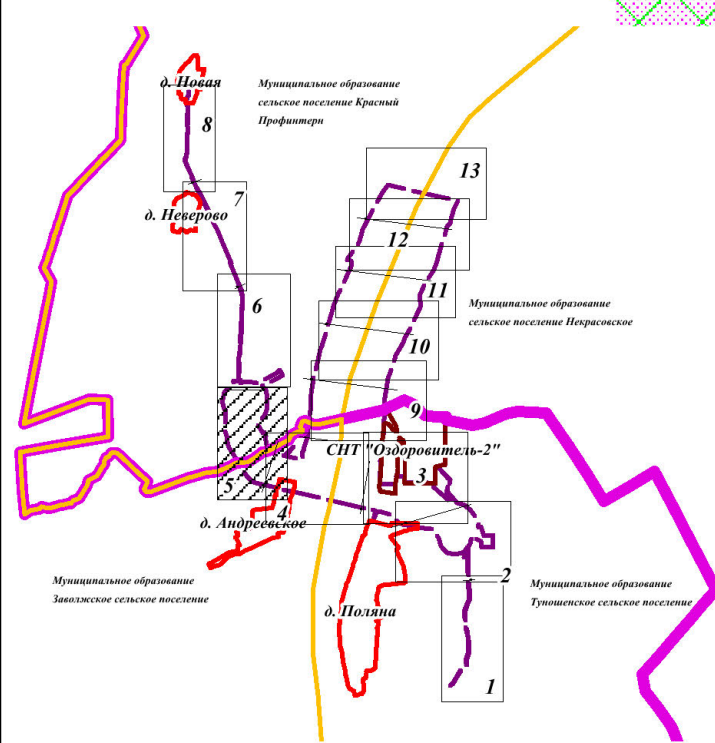 д. Новая
Муниципальное образование
сельское поселение Красный
Профинтерн
8
13
7
д. Неверово
12
11
6
Муниципальное образование
сельское поселение Некрасовское
10
9
СНТ "Оздоровитель-2"
3
5
4
д. Андреевское
2
Муниципальное образование
Заволжское сельское поселение
Муниципальное образование
Туношенское сельское поселение
д. Поляна
1